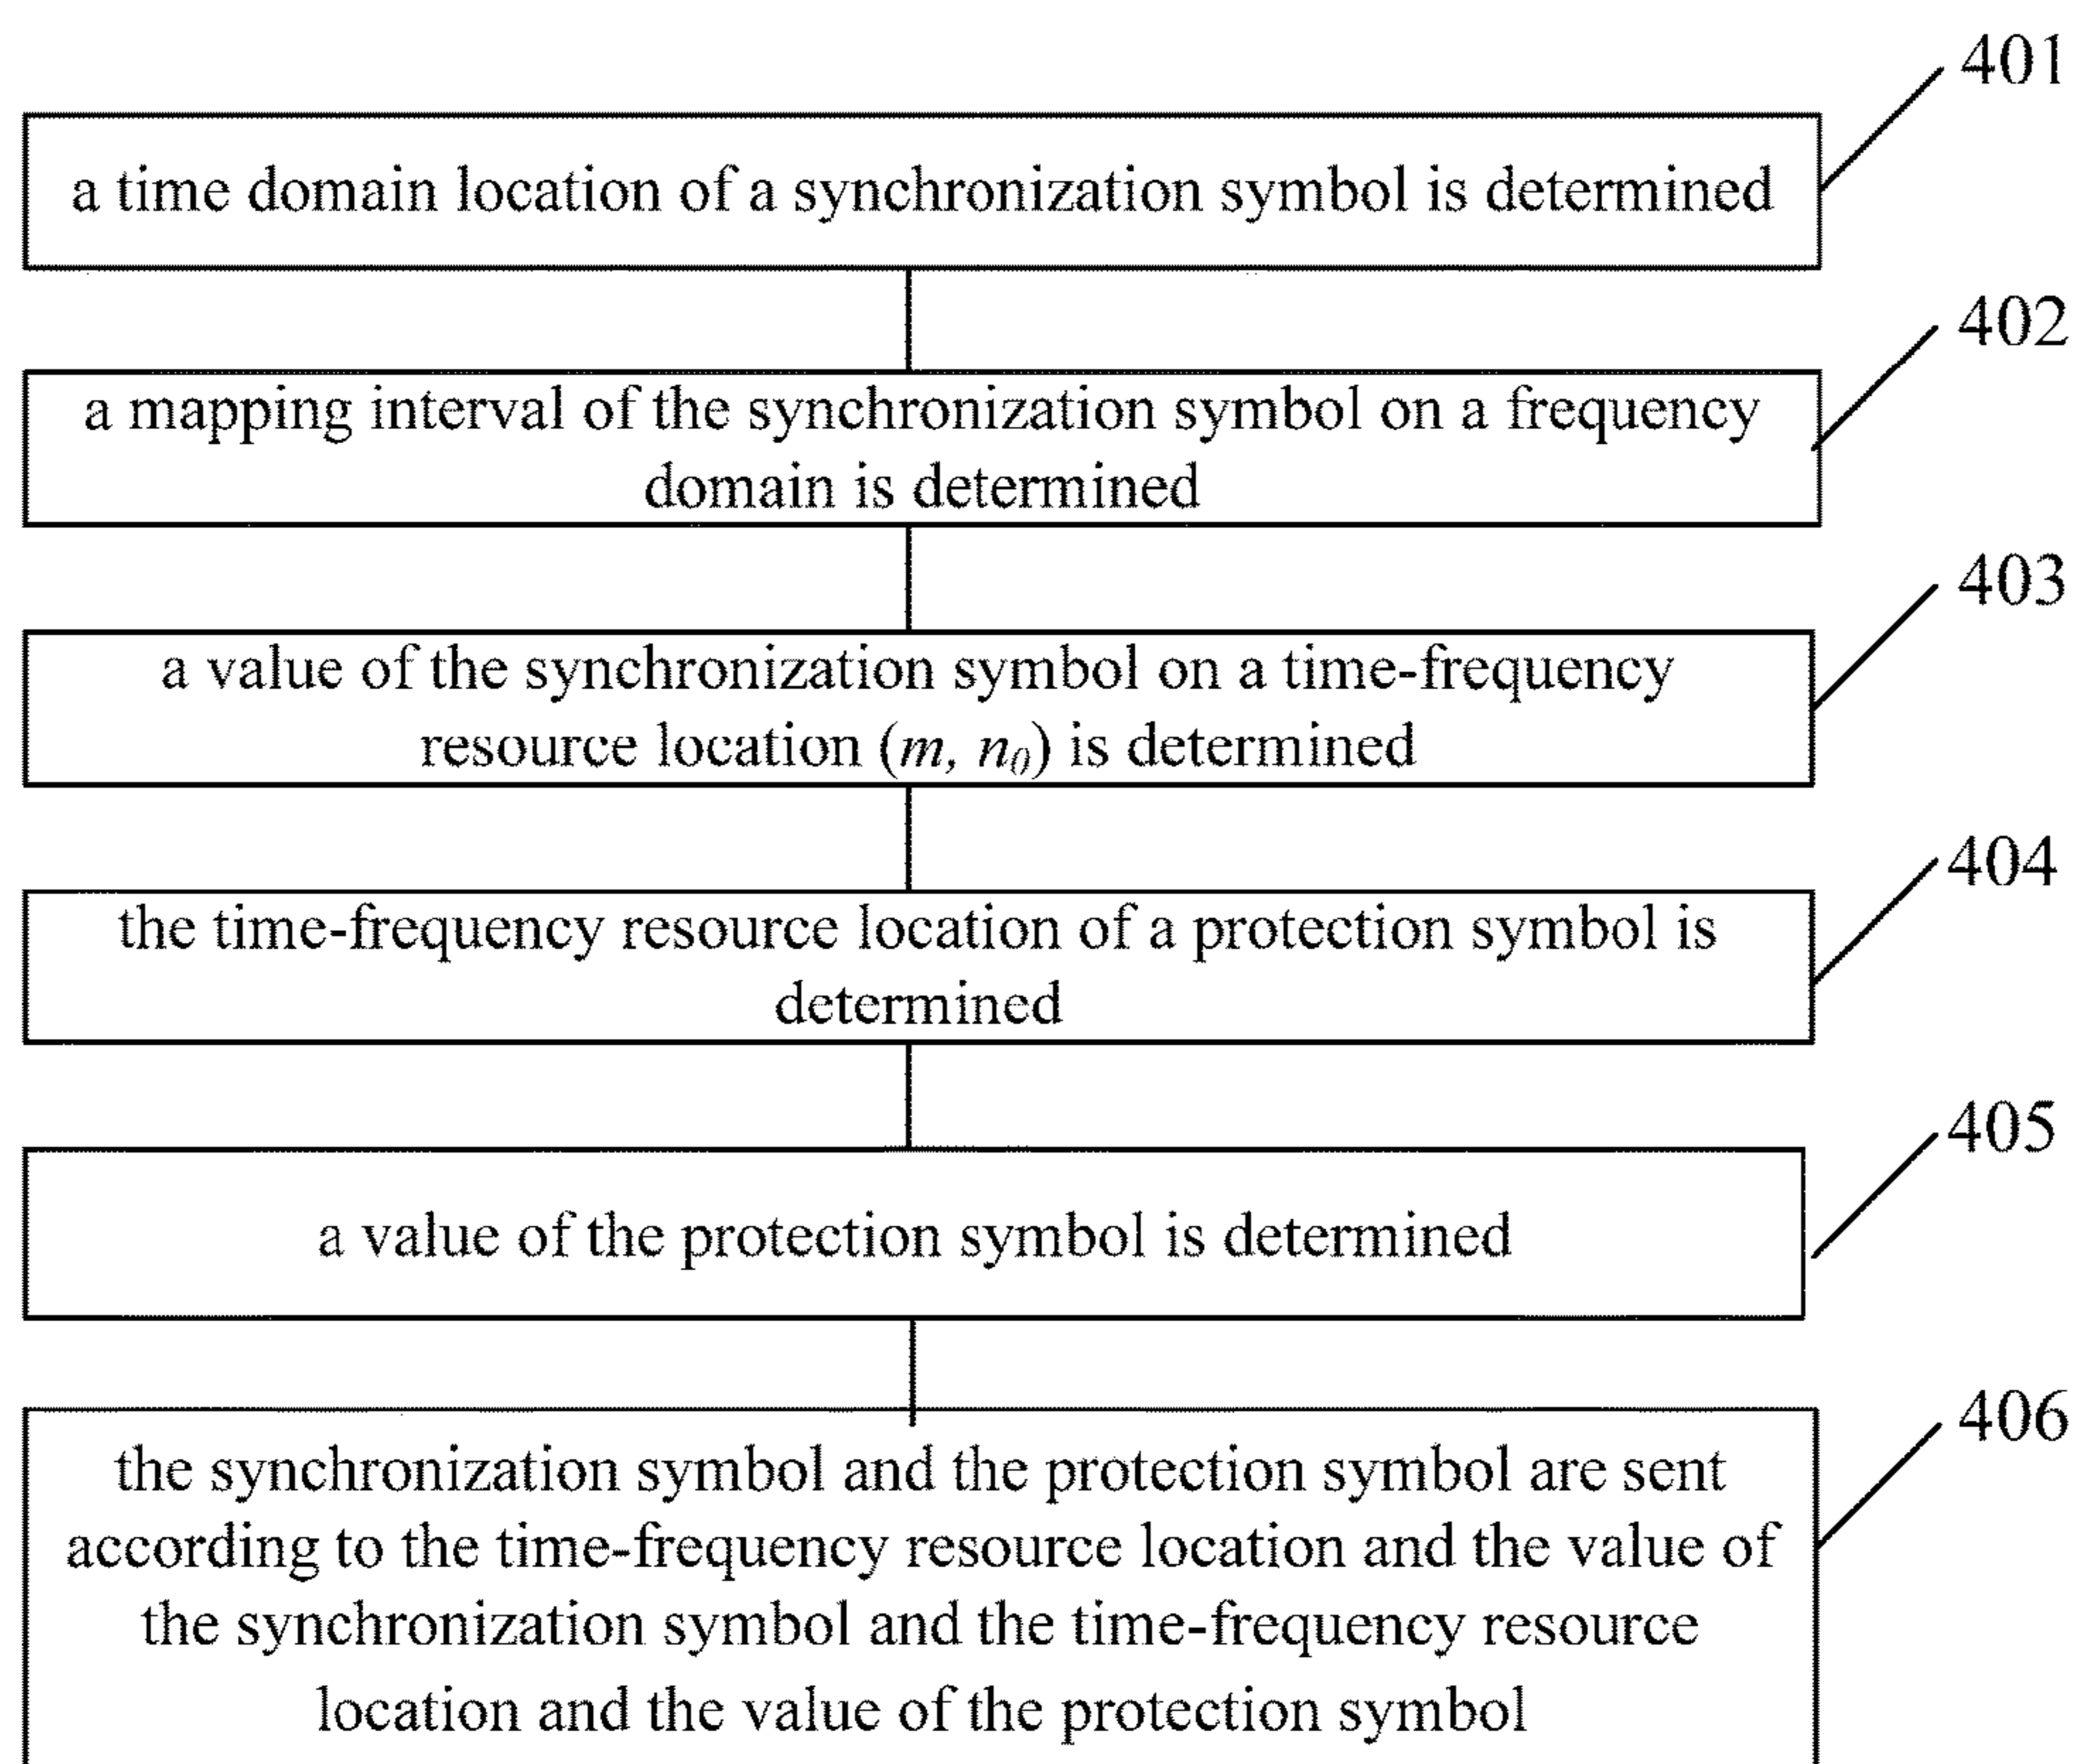 401
a time domain location of a synchronization symbol is determined
402
a mapping interval of the synchronization symbol on a frequency
domain is determined
403
a value of the synchronization symbol on a time-frequency
resource location (m, n₀) is determined
404
the time-frequency resource location of a protection symbol is
determined
405
a value of the protection symbol is determined
406
the synchronization symbol and the protection symbol are sent
according to the time-frequency resource location and the value of
the synchronization symbol and the time-frequency resource
location and the value of the protection symbol